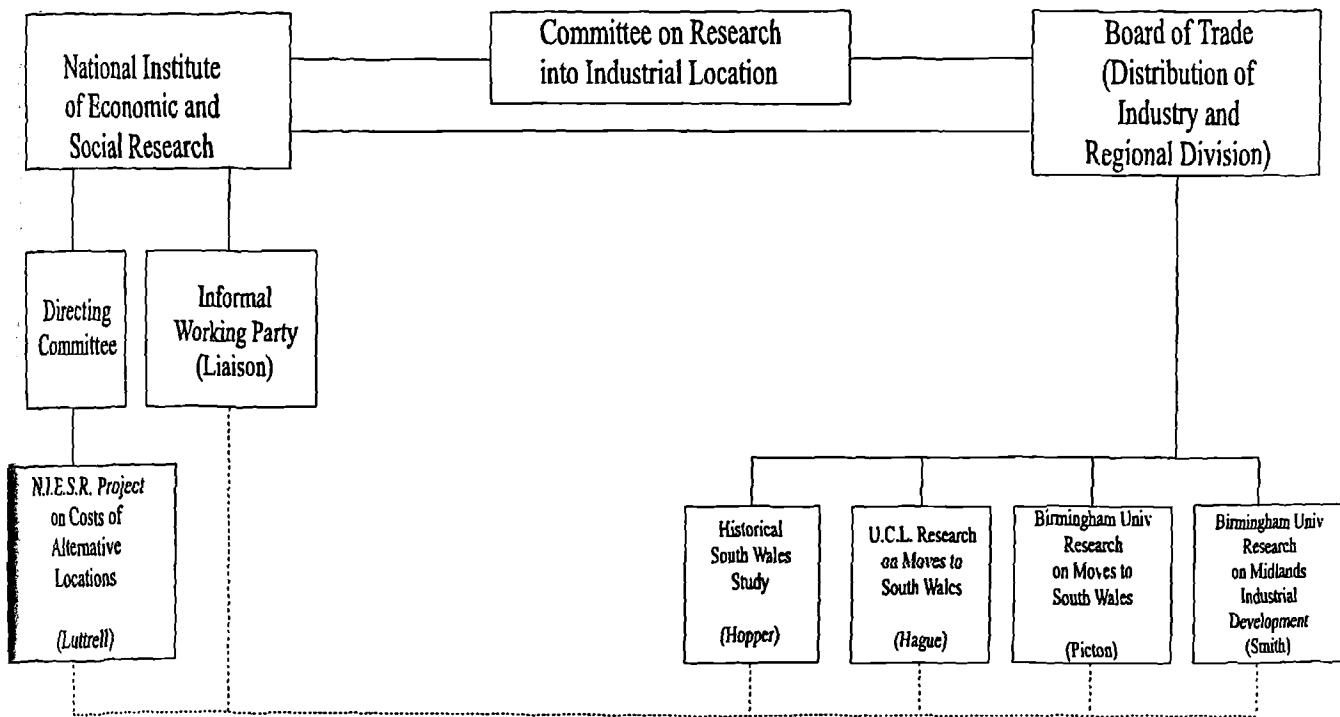 National Institute
of Economic and
Social Research
Committee on Research
into Industrial Location
Board of Trade
(Distribution of
Industry and
Regional Division)
Directing
Committee
Informal
Working Party
(Liaison)
N.I.E.S.R. Project
on Costs of
Alternative
Locations
(Luttrell)
Historical
South Wales
Study
(Hopper)
U.C.L. Research
on Moves to
South Wales
(Hague)
Birmingham Univ
Research
on Moves to
South Wales
(Picton)
Birmingham Univ
Research
on Midlands
Industrial
Development
(Smith)